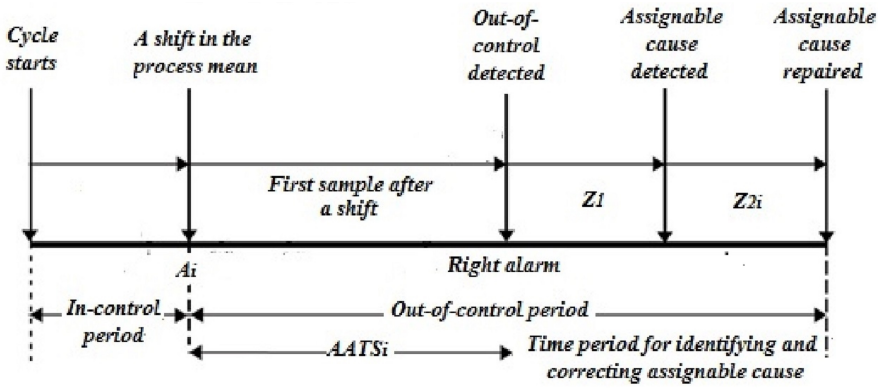 Cycle
starts
A shift in the
process mean
Out-of-
control
detected
Assignable
cause
detected
Assignable
cause
repaired
First sample after
a shift
Z1
Z2i
Ai
Right alarm
In-control
period
Out-of-control period
AATSi
Time period for identifying and
correcting assignable cause